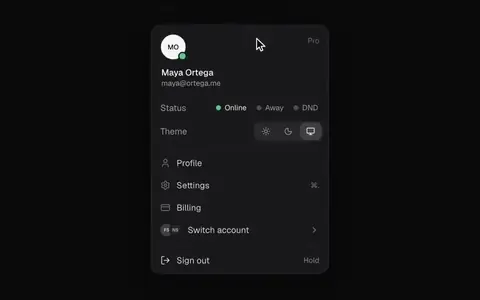 MO
Pro
Maya Ortega
maya@ortega.me
Status Online Away DND
Theme
Profile
Settings
Billing
Switch account
Sign out Hold